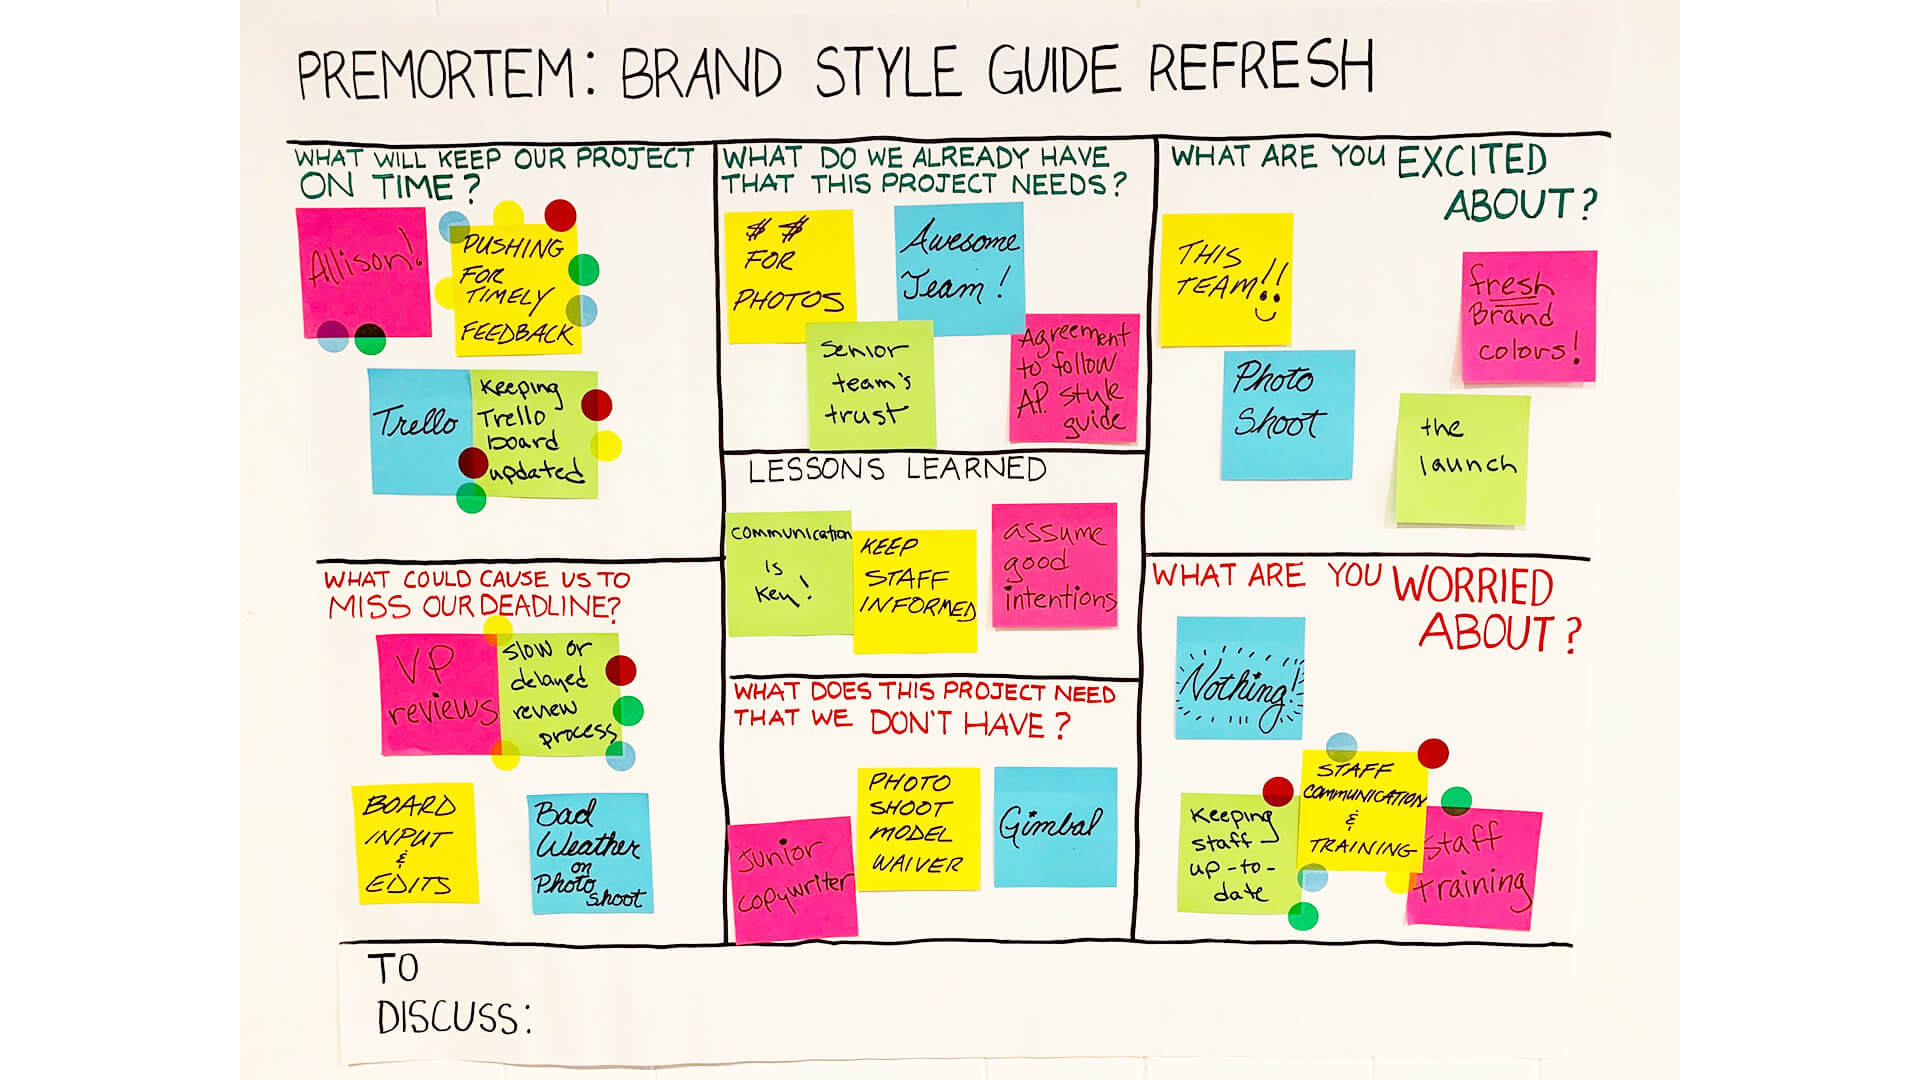 PREMORTEM: BRAND STYLE GUIDE REFRESH
WHAT WILL KEEP OUR PROJECT
ON TIME?
Allison!
PUSHING
FOR
TIMELY
FEEDBACK
Trello
Keeping
Trello
board
updated
WHAT DO WE ALREADY HAVE
THAT THIS PROJECT NEEDS?
$ $
FOR
PHOTOS
Awesome
Team!
Senior
team's
trust
Agreement
to follow
AP. style
guide
WHAT ARE YOU EXCITED
ABOUT?
THIS
TEAM!!
fresh
Brand
colors!
Photo
Shoot
the
launch
LESSONS LEARNED
Communication
is
key!
KEEP
STAFF
INFORMED
assume
good
intentions
WHAT COULD CAUSE US TO
MISS OUR DEADLINE?
VP
reviews
slow or
delayed
review
process
BOARD
INPUT
&
EDITS
Bad
Weather
on
Photo
shoot
WHAT DOES THIS PROJECT NEED
THAT WE DON'T HAVE?
Junior
copywriter
PHOTO
SHOOT
MODEL
WAIVER
Gimbal
WHAT ARE YOU WORRIED
ABOUT?
Nothing!
Keeping
staff
up-to-
date
STAFF
COMMUNICATION
&
TRAINING
staff
training
TO
DISCUSS: